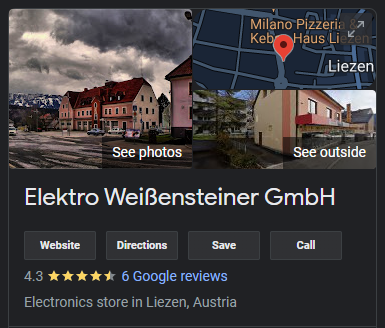 Milano Pizzeria &
Keb Haus Liezen
Liezen
See photos
See outside
Elektro Weißensteiner GmbH
Website
Directions
Save
Call
4.3
6 Google reviews
Electronics store in Liezen, Austria